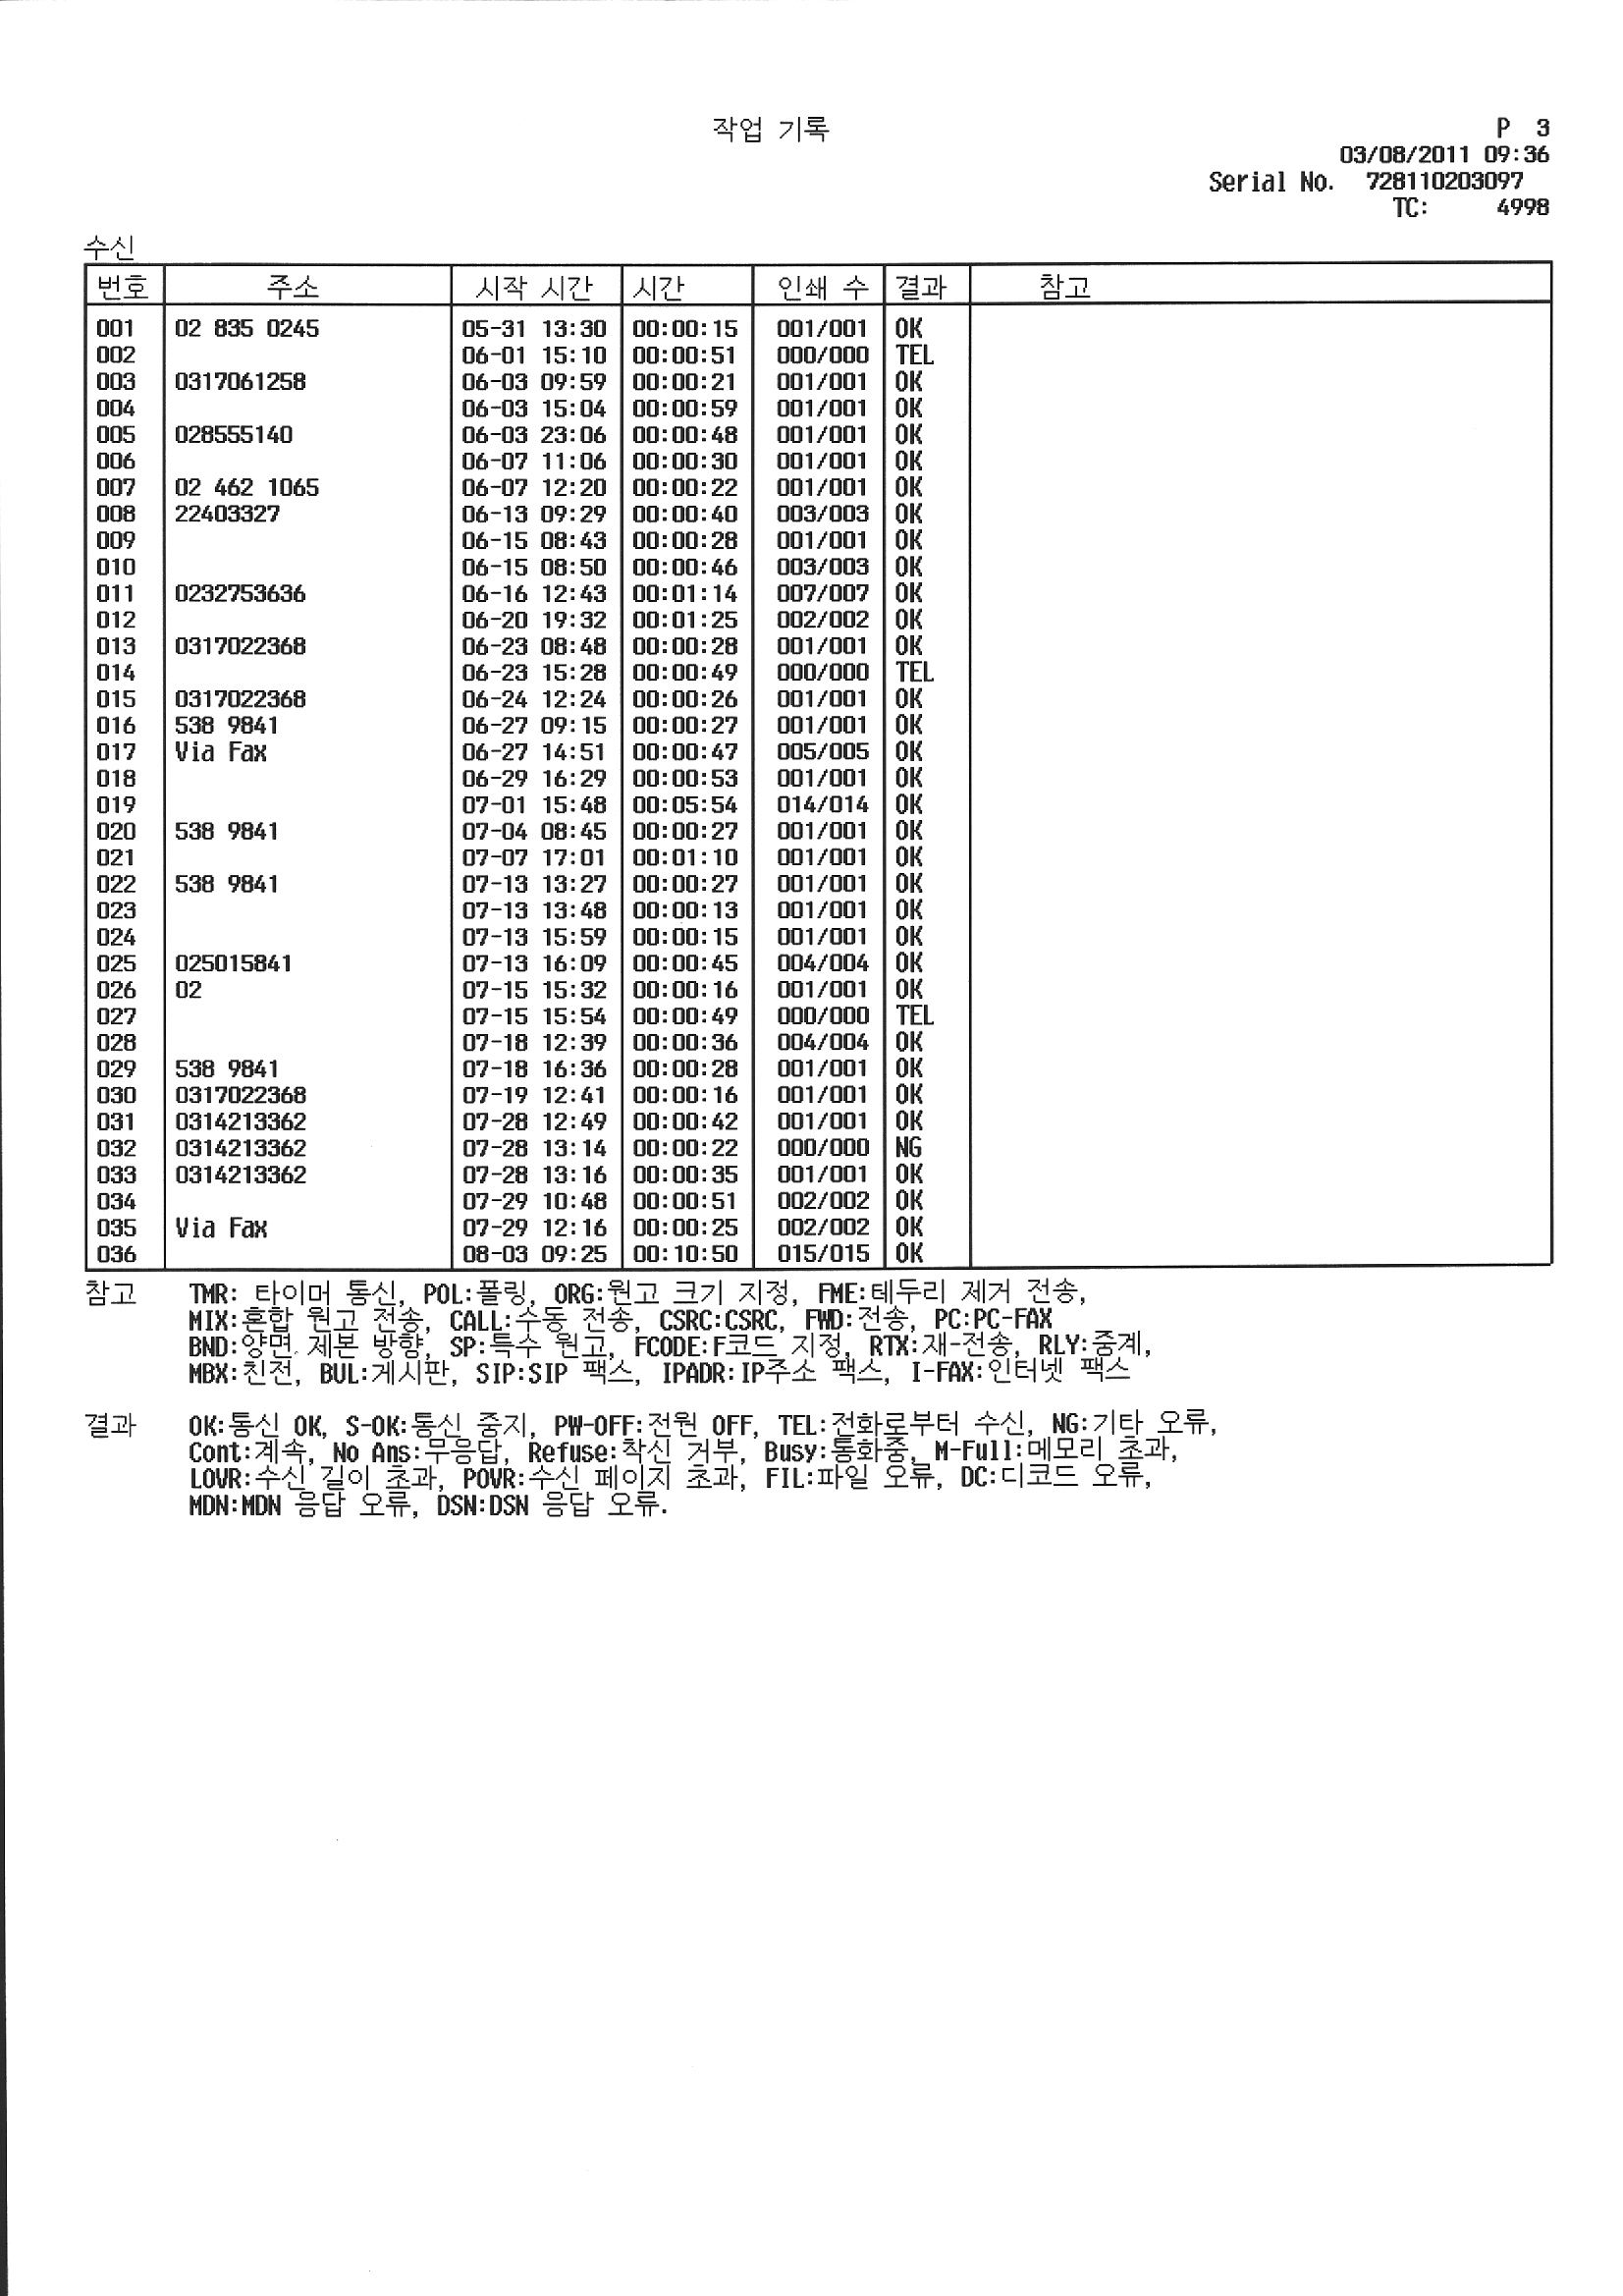 작업 기록
P 3
03/08/2011 09:36
Serial No. 728110203097
TC: 4998
수신
번호 주소 시작 시간 시간 인쇄 수 결과 참고
001 02 835 0245 05-31 13:30 00:00:15 001/001 OK
002 06-01 15:10 00:00:51 000/000 TEL
003 0317061258 06-03 09:59 00:00:21 001/001 OK
004 06-03 15:04 00:00:59 001/001 OK
005 028555140 06-03 23:06 00:00:48 001/001 OK
006 06-07 11:06 00:00:30 001/001 OK
007 02 462 1065 06-07 12:20 00:00:22 001/001 OK
008 22403327 06-13 09:29 00:00:40 003/003 OK
009 06-15 08:43 00:00:28 001/001 OK
010 06-15 08:50 00:00:46 003/003 OK
011 0232753636 06-16 12:43 00:01:14 007/007 OK
012 06-20 19:32 00:01:25 002/002 OK
013 0317022368 06-23 08:48 00:00:28 001/001 OK
014 06-23 15:28 00:00:49 000/000 TEL
015 0317022368 06-24 12:24 00:00:26 001/001 OK
016 538 9841 06-27 09:15 00:00:27 001/001 OK
017 Via Fax 06-27 14:51 00:00:47 005/005 OK
018 06-29 16:29 00:00:53 001/001 OK
019 07-01 15:48 00:05:54 014/014 OK
020 538 9841 07-04 08:45 00:00:27 001/001 OK
021 07-07 17:01 00:01:10 001/001 OK
022 538 9841 07-13 13:27 00:00:27 001/001 OK
023 07-13 13:48 00:00:13 001/001 OK
024 07-13 15:59 00:00:15 001/001 OK
025 025015841 07-13 16:09 00:00:45 004/004 OK
026 02 07-15 15:32 00:00:16 001/001 OK
027 07-15 15:54 00:00:49 000/000 TEL
028 07-18 12:39 00:00:36 004/004 OK
029 538 9841 07-18 16:36 00:00:28 001/001 OK
030 0317022368 07-19 12:41 00:00:16 001/001 OK
031 0314213362 07-28 12:49 00:00:42 001/001 OK
032 0314213362 07-28 13:14 00:00:22 000/000 NG
033 0314213362 07-28 13:16 00:00:35 001/001 OK
034 07-29 10:48 00:00:51 002/002 OK
035 Via Fax 07-29 12:16 00:00:25 002/002 OK
036 08-03 09:25 00:10:50 015/015 OK
참고 TMR: 타이머 통신, POL:폴링, ORG:원고 크기 지정, FME:테두리 제거 전송,
MIX:혼합 원고 전송, CALL:수동 전송, CSRC:CSRC, FWD:전송, PC:PC-FAX
BND:양면 제본 방향, SP:특수 원고, FCODE:F코드 지정, RTX:재-전송, RLY:중계,
MBX:친전, BUL:게시판, SIP:SIP 팩스, IPADR:IP주소 팩스, I-FAX:인터넷 팩스
결과 OK:통신 OK, S-OK:통신 중지, PW-OFF:전원 OFF, TEL:전화로부터 수신, NG:기타 오류,
Cont:계속, No Ans:무응답, Refuse:착신 거부, Busy:통화중, M-Full:메모리 초과,
LOVR:수신 길이 초과, POVR:수신 페이지 초과, FIL:파일 오류, DC:디코드 오류,
MDN:MDN 응답 오류, DSN:DSN 응답 오류.